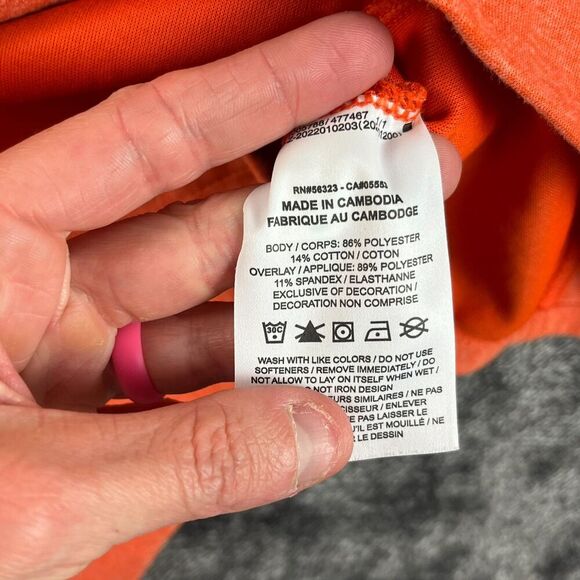 477467
RN#56323 - CA#05553
MADE IN CAMBODIA
FABRIQUE AU CAMBODGE
BODY / CORPS: 86% POLYESTER
14% COTTON / COTON
OVERLAY / APPLIQUE: 89% POLYESTER
11% SPANDEX / ELASTHANNE
EXCLUSIVE OF DECORATION /
DECORATION NON COMPRISE
30C
WASH WITH LIKE COLORS / DO NOT USE
SOFTENERS / REMOVE IMMEDIATELY / DO
NOT ALLOW TO LAY ON ITSELF WHEN WET /
NOT IRON DESIGN
SIMILAIRES / NE PAS
/ ENLEVER
PAS LAISSER LE
EST MOUILLÉ / NE
LE DESSIN